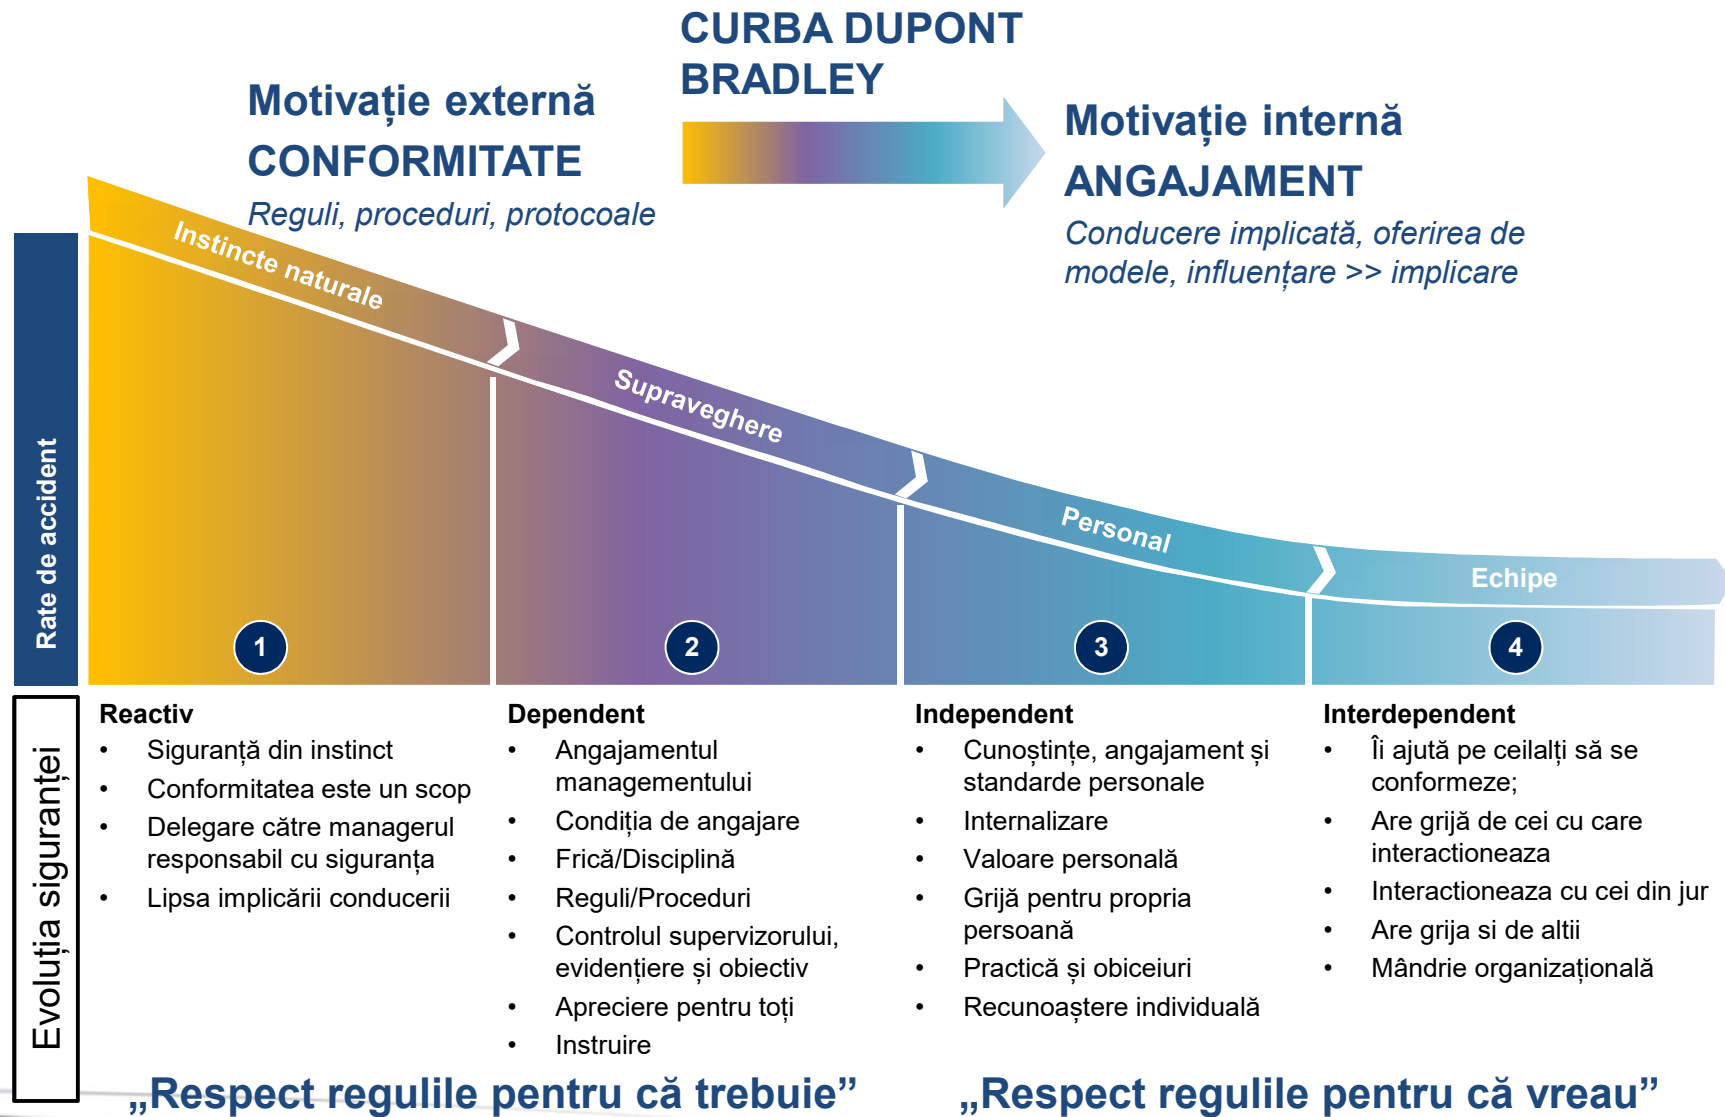 CURBA DUPONT
BRADLEY
Motivație externă
CONFORMITATE
Reguli, proceduri, protocoale
Motivație internă
ANGAJAMENT
Conducere implicată, oferirea de
modele, influențare >> implicare
Instincte naturale
Supraveghere
Personal
Echipe
Rate de accident
1
2
3
4
Evoluția siguranței
Reactiv
• Siguranță din instinct
• Conformitatea este un scop
• Delegare către managerul
responsabil cu siguranța
• Lipsa implicării conducerii
Dependent
• Angajamentul
managementului
• Condiția de angajare
• Frică/Disciplină
• Reguli/Proceduri
• Controlul supervizorului,
evidențiere și obiectiv
• Apreciere pentru toți
• Instruire
Independent
• Cunoștințe, angajament și
standarde personale
• Internalizare
• Valoare personală
• Grijă pentru propria
persoană
• Practică și obiceiuri
• Recunoaștere individuală
Interdependent
• Îi ajută pe ceilalți să se
conformeze;
• Are grijă de cei cu care
interactioneaza
• Interactioneaza cu cei din jur
• Are grija si de altii
• Mândrie organizațională
„Respect regulile pentru că trebuie”
„Respect regulile pentru că vreau”